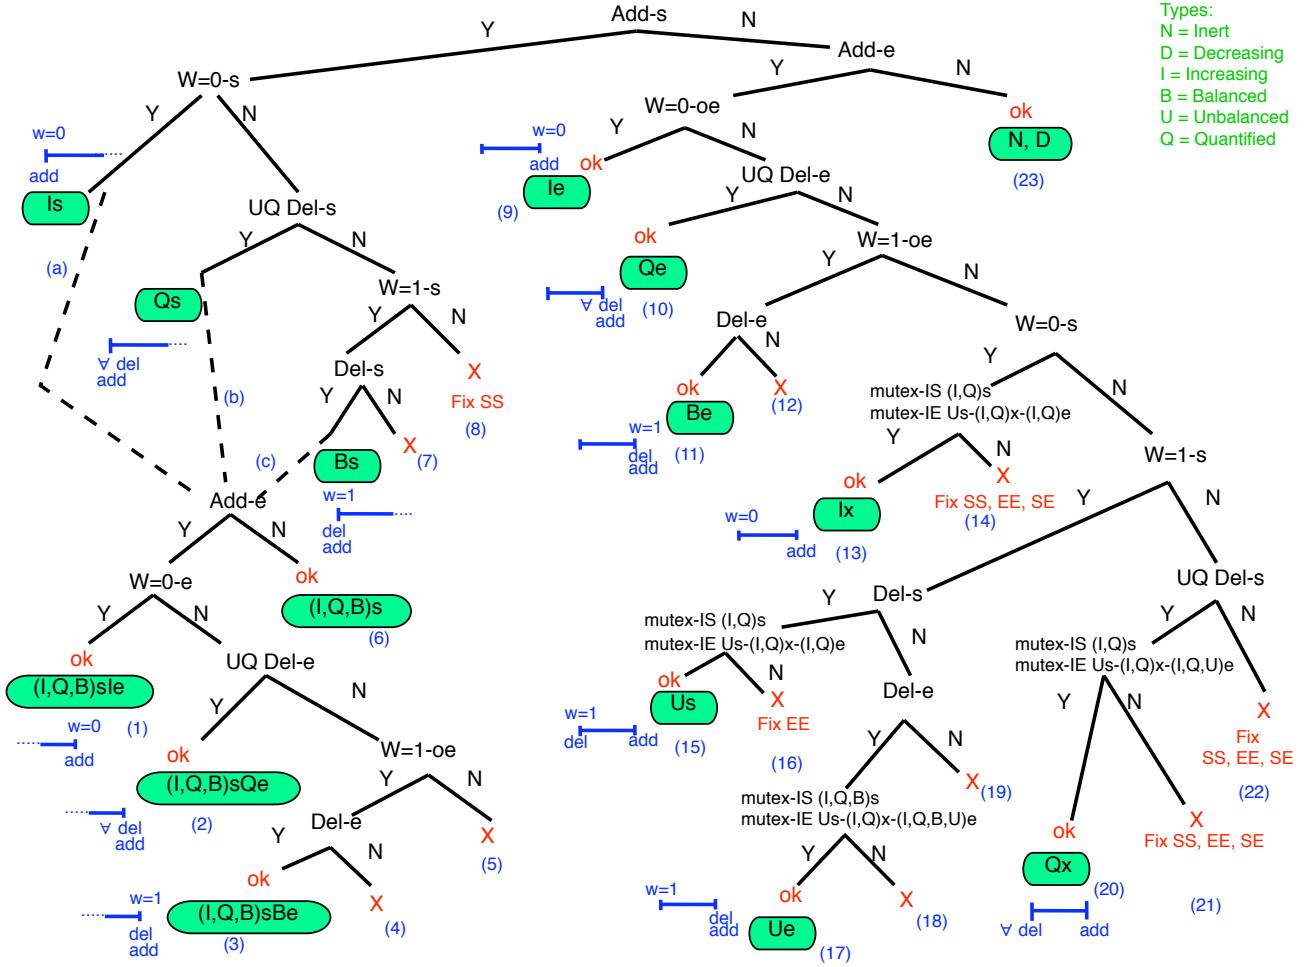 Add-s
Types:
N = Inert
D = Decreasing
I = Increasing
B = Balanced
U = Unbalanced
Q = Quantified
Y
N
Add-e
W=0-s
Y
N
W=0-oe
ok
N, D
(23)
Y
N
w=0
add
Is
(a)
Y
N
w=0
add
ok
Ie
(9)
UQ Del-e
UQ Del-s
Y
N
Y
N
ok
Qe
∀ del
add
(10)
W=1-oe
Qs
∀ del
add
(b)
W=1-s
Y
N
Y
N
Del-e
W=0-s
Del-s
X
Fix SS
(8)
Y
N
ok
X
(12)
Be
w=1
del
add
(11)
Y
N
mutex-IS (I,Q)s
mutex-IE Us-(I,Q)x-(I,Q)e
Y
N
(c)
Bs
X
(7)
w=1
del
add
Y
N
ok
X
Fix SS, EE, SE
(14)
Ix
w=0
add
(13)
W=1-s
Y
N
Add-e
Y
N
W=0-e
ok
(I,Q,B)s
(6)
Del-s
UQ Del-s
Y
N
ok
(I,Q,B)sIe
w=0
add
(1)
UQ Del-e
Y
N
mutex-IS (I,Q)s
mutex-IE Us-(I,Q)x-(I,Q)e
Y
N
mutex-IS (I,Q)s
mutex-IE Us-(I,Q)x-(I,Q,U)e
Y
N
ok
(I,Q,B)sQe
∀ del
add
(2)
W=1-oe
ok
N
X
Fix EE
(16)
Us
w=1
del
add
(15)
Del-e
Y
N
X
Fix
SS, EE, SE
(22)
Y
N
Del-e
X
(5)
Y
N
X
(19)
mutex-IS (I,Q,B)s
mutex-IE Us-(I,Q)x-(I,Q,B,U)e
ok
X
Fix SS, EE, SE
(21)
Qx
(20)
∀ del
add
Y
N
ok
X
(4)
(I,Q,B)sBe
w=1
del
add
(3)
Y
N
ok
X
(18)
w=1
del
add
Ue
(17)